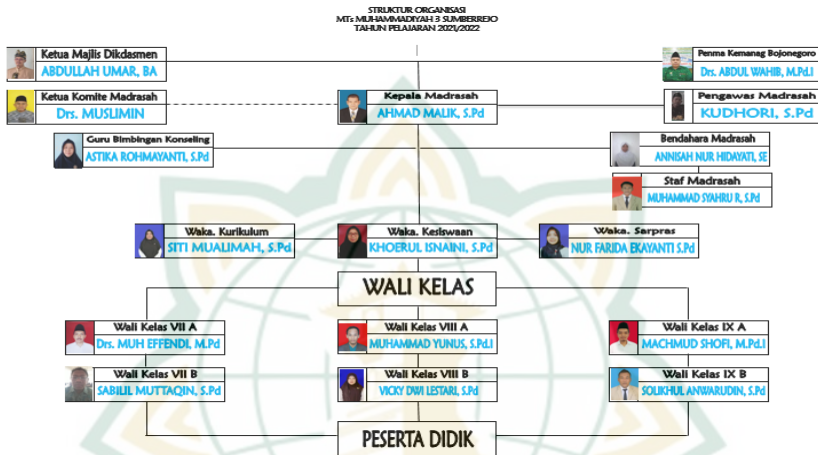 STRUKTUR ORGANISASI
MTs MUHAMMADIYAH 3 SUMBERREJO
TAHUN PELAJARAN 2021/2022
Ketua Majlis Dikdasmen
ABDULLAH UMAR, BA
Penma Kemanag Bojonegoro
Drs. ABDUL WAHIB, M.Pd.I
Ketua Komite Madrasah
Drs. MUSLIMIN
Kepala Madrasah
AHMAD MALIK, S.Pd
Pengawas Madrasah
KUDHORI, S.Pd
Guru Bimbingan Konseling
ASTIKA ROHMAYANTI, S.Pd
Bendahara Madrasah
ANNISAH NUR HIDAYATI, SE
Staf Madrasah
MUHAMMAD SYAHRU R, S.Pd
Waka. Kurikulum
SITI MUALIMAH, S.Pd
Waka. Kesiswaan
KHOERUL ISNAINI, S.Pd
Waka. Sarpras
NUR FARIDA EKAYANTI S.Pd
WALI KELAS
Wali Kelas VII A
Drs. MUH EFFENDI, M.Pd
Wali Kelas VIII A
MUHAMMAD YUNUS, S.Pd.I
Wali Kelas IX A
MACHMUD SHOFI, M.Pd.I
Wali Kelas VII B
SABILIL MUTTAQIN, S.Pd
Wali Kelas VIII B
VICKY DWI LESTARI, S.Pd
Wali Kelas IX B
SOLIKHUL ANWARUDIN, S.Pd
PESERTA DIDIK